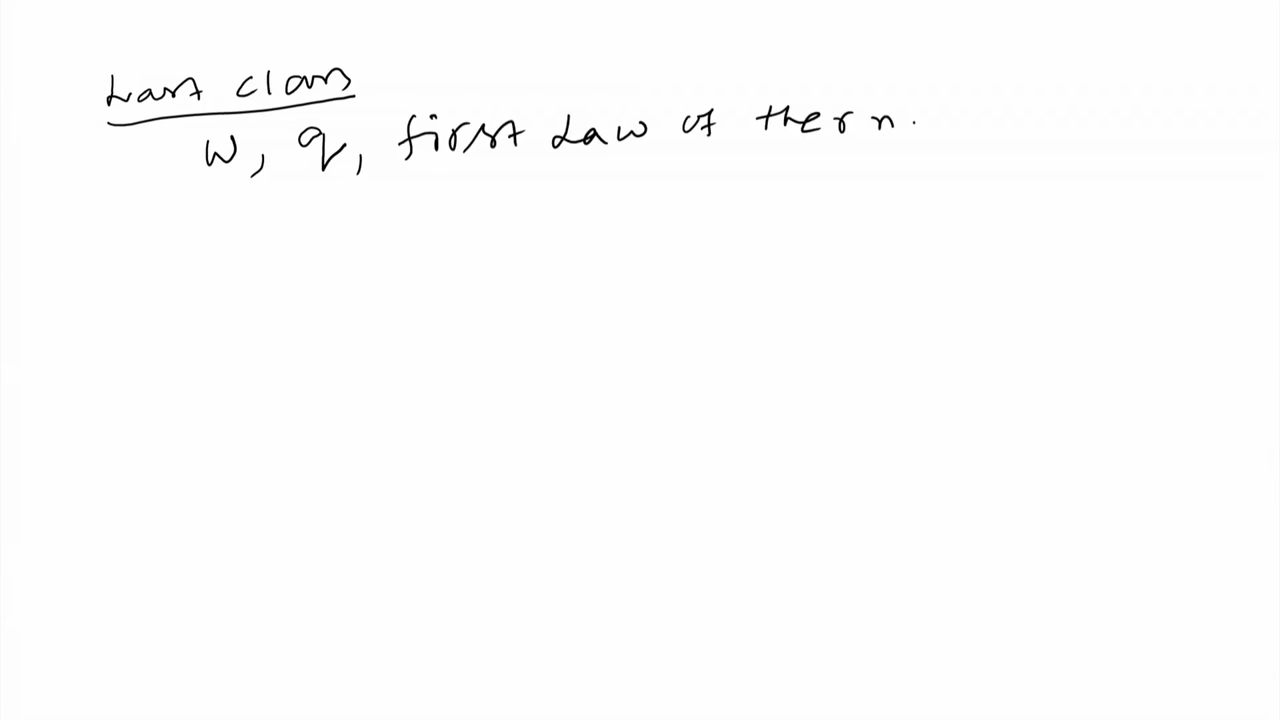 Last class
w, q, first Law of thern.